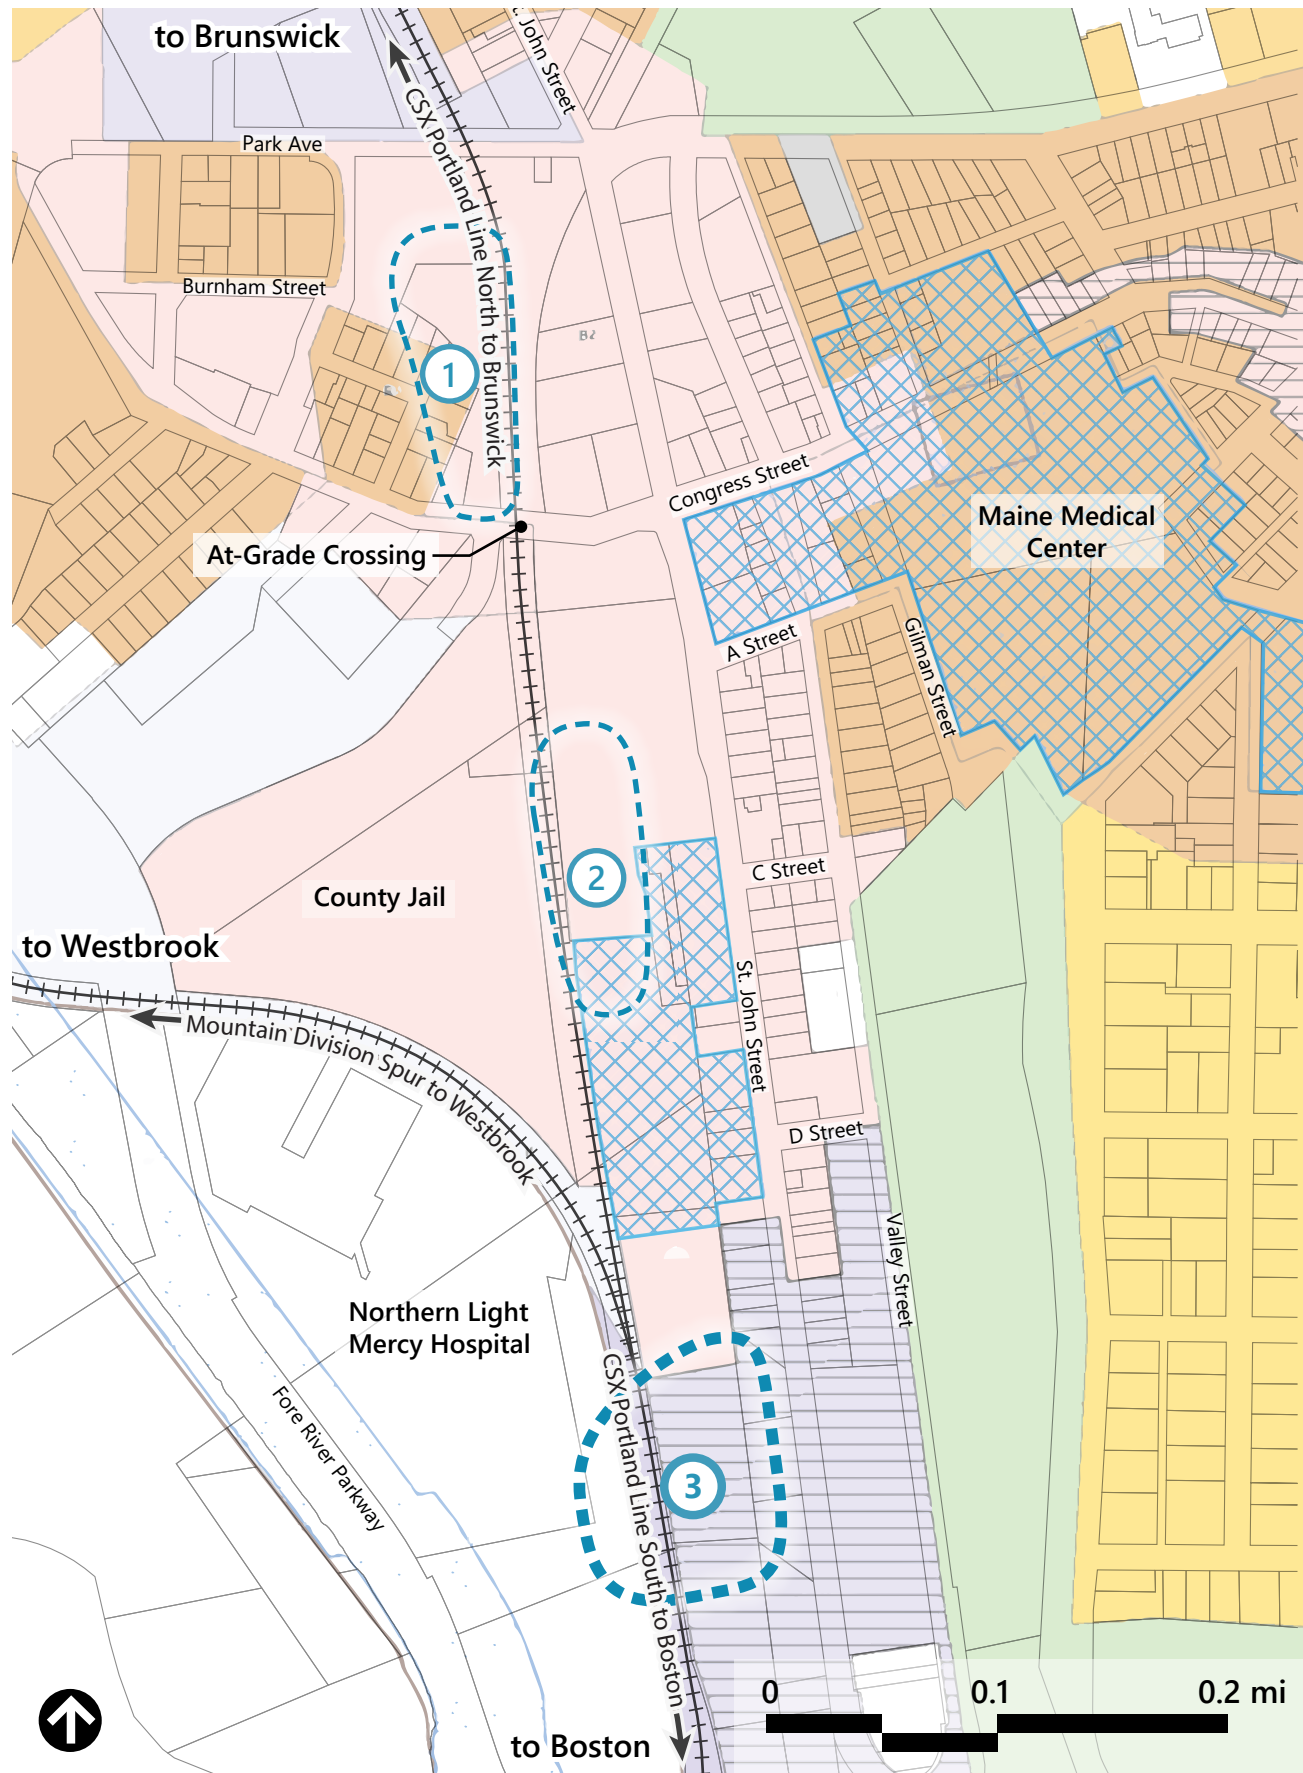 to Brunswick
St. John Street
CSX Portland Line North to Brunswick
Park Ave
Burnham Street
B2
1
Congress Street
Maine Medical
Center
At-Grade Crossing
A Street
Gilman Street
2
C Street
County Jail
to Westbrook
St. John Street
Mountain Division Spur to Westbrook
D Street
Valley Street
Northern Light
Mercy Hospital
CSX Portland Line South to Boston
Fore River Parkway
3
0 0.1 0.2 mi
to Boston